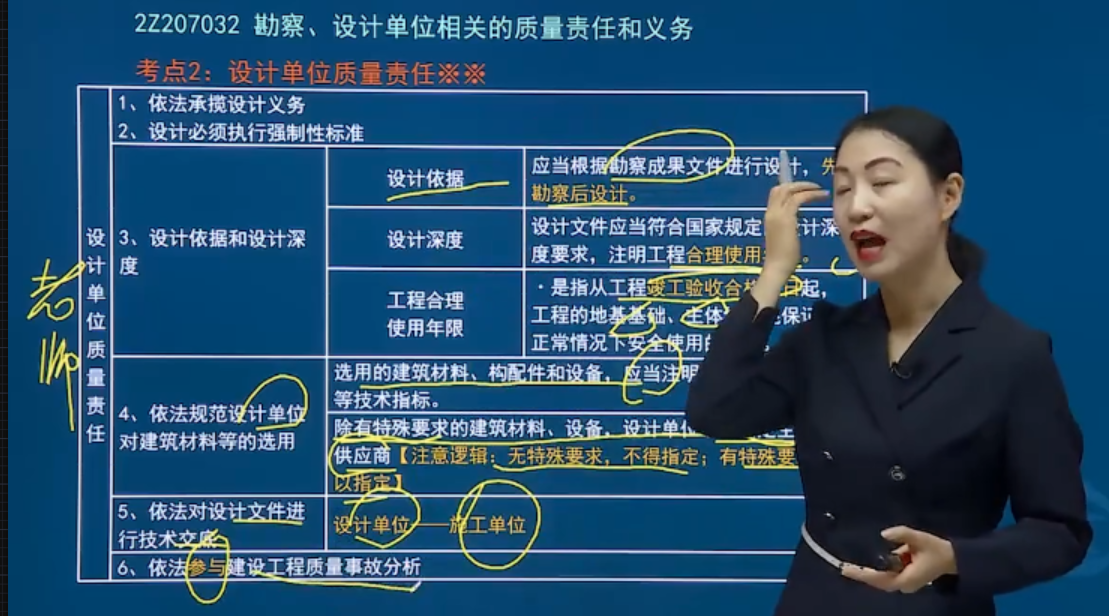 2Z207032 勘察、设计单位相关的质量责任和义务
考点2：设计单位质量责任※※
设计单位质量责任
1、依法承揽设计义务
2、设计必须执行强制性标准
3、设计依据和设计深
度
设计依据
应当根据勘察成果文件进行设计，先
勘察后设计。
设计深度
设计文件应当符合国家规定
计深
度要求，注明工程合理使用
。
工程合理
使用年限
·是指从工程竣工验收合格
日起，
工程的地基基础、主体
保证
正常情况下安全使用的
4、依法规范设计单位
对建筑材料等的选用
选用的建筑材料、构配件和设备，应当注明
等技术指标。
除有特殊要求的建筑材料、设备，设计单位
供应商【注意逻辑：无特殊要求，不得指定；有特殊要
以指定】
5、依法对设计文件进
行技术交底
设计单位——施工单位
6、依法参与建设工程质量事故分析
老师